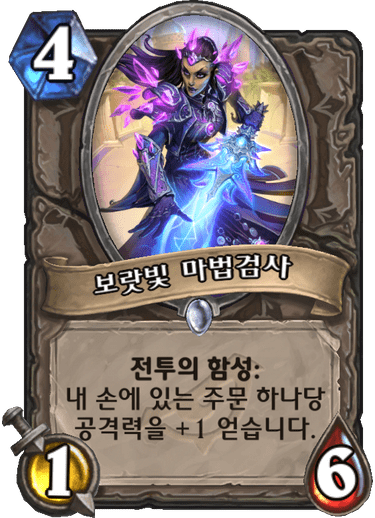 4
보랏빛 마법검사
전투의 함성:
내 손에 있는 주문 하나당
공격력을 +1 얻습니다.
1
6